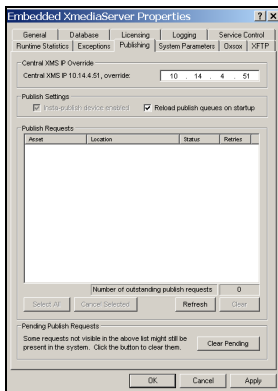 Embedded XmediaServer Properties
General Database Licensing Logging Service Control
Runtime Statistics Exceptions Publishing System Parameters Oxsox XFTP
Central XMS IP Override
Central XMS IP 10.14.4.51, override: 10 . 14 . 4 . 51
Publish Settings
Insta-publish device enabled Reload publish queues on startup
Publish Requests
Asset Location Status Retries
Number of outstanding publish requests 0
Select All Cancel Selected Refresh Clear
Pending Publish Requests
Some requests not visible in the above list might still be
present in the system. Click the button to clear them.
Clear Pending
OK Cancel Apply